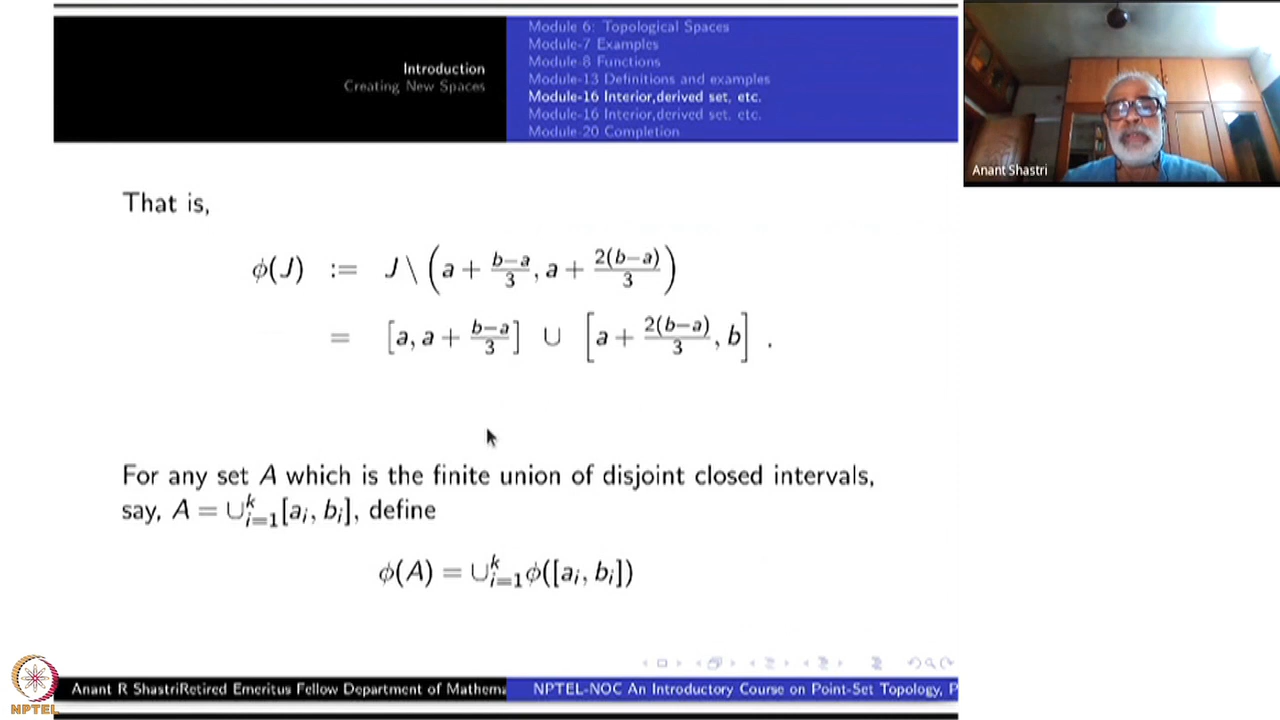 Introduction
Creating New Spaces
Module 6: Topological Spaces
Module-7 Examples
Module-8 Functions
Module-13 Definitions and examples
Module-16 Interior,derived set, etc.
Module-16 Interior,derived set, etc.
Module-20 Completion
Anant Shastri
That is,
ϕ(J) := J \ (a + b−a/3, a + 2(b−a)/3)
= [a, a + b−a/3] ∪ [a + 2(b−a)/3, b] .
For any set A which is the finite union of disjoint closed intervals,
say, A = ∪ᵏᵢ₌₁[aᵢ, bᵢ], define
ϕ(A) = ∪ᵏᵢ₌₁ϕ([aᵢ, bᵢ])
Anant R ShastriRetired Emeritus Fellow Department of Mathema
NPTEL-NOC An Introductory Course on Point-Set Topology, P
NPTEL